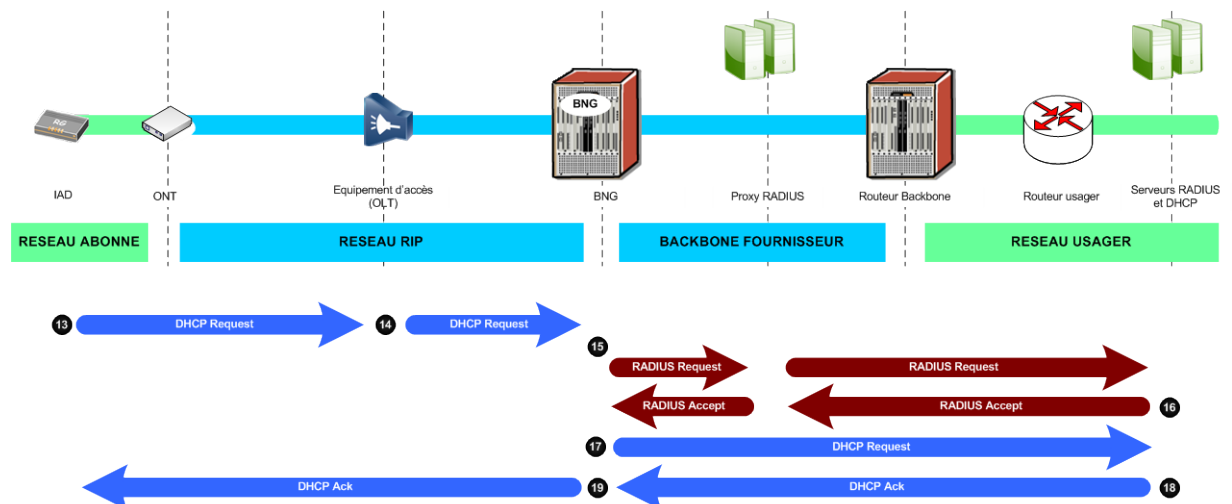 BNG
RG
IAD
ONT
Equipement d'accès
(OLT)
BNG
Proxy RADIUS
Routeur Backbone
Routeur usager
Serveurs RADIUS
et DHCP
RESEAU ABONNE
RESEAU RIP
BACKBONE FOURNISSEUR
RESEAU USAGER
13
DHCP Request
14
DHCP Request
15
RADIUS Request
RADIUS Request
RADIUS Accept
RADIUS Accept
16
17
DHCP Request
DHCP Ack
19
DHCP Ack
18